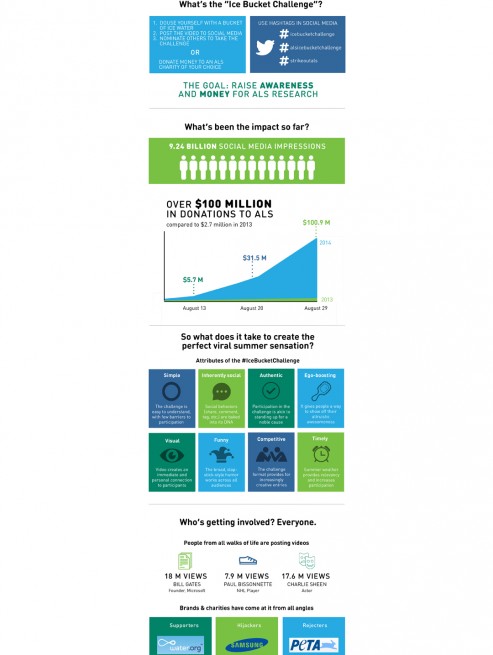 What's the "Ice Bucket Challenge"?
1. DOUSE YOURSELF WITH A BUCKET
OF ICE WATER
2. POST THE VIDEO TO SOCIAL MEDIA
3. NOMINATE OTHERS TO TAKE THE
CHALLENGE
OR
DONATE MONEY TO AN ALS
CHARITY OF YOUR CHOICE
USE HASHTAGS IN SOCIAL MEDIA
#icebucketchallenge
#alsicebucketchallenge
#strikeoutals
THE GOAL: RAISE AWARENESS
AND MONEY FOR ALS RESEARCH
What's been the impact so far?
9.24 BILLION SOCIAL MEDIA IMPRESSIONS
OVER $100 MILLION
IN DONATIONS TO ALS
compared to $2.7 million in 2013
$100.9 M
2014
$31.5 M
$5.7 M
2013
August 13
August 20
August 29
So what does it take to create the
perfect viral summer sensation?
Attributes of the #IceBucketChallenge
Simple
The challenge is
easy to understand,
with low barriers to
participation
Inherently social
Social behaviors
(share, comment,
tag, etc.) are baked
into its DNA
Authentic
Participation in the
challenge is akin to
standing up for a
noble cause
Ego-boosting
It gives people a way
to show off their
altruistic
Visual
Video creates an
immediate and
personal connection
to participants
Funny
The broad, slap-
stick style humor
works across all
audiences
Competitive
The challenge
format provides for
increasingly
creative entries
Timely
Summer weather
provides relevancy
and increases
participation
Who's getting involved? Everyone.
People from all walks of life are posting videos
18 M VIEWS
BILL GATES
Founder, Microsoft
7.9 M VIEWS
PAUL BISSONNETTE
NHL Player
17.6 M VIEWS
CHARLIE SHEEN
Actor
Brands & charities have come at it from all angles
Supporters
water.org
Hijackers
SAMSUNG
Rejecters
PETA